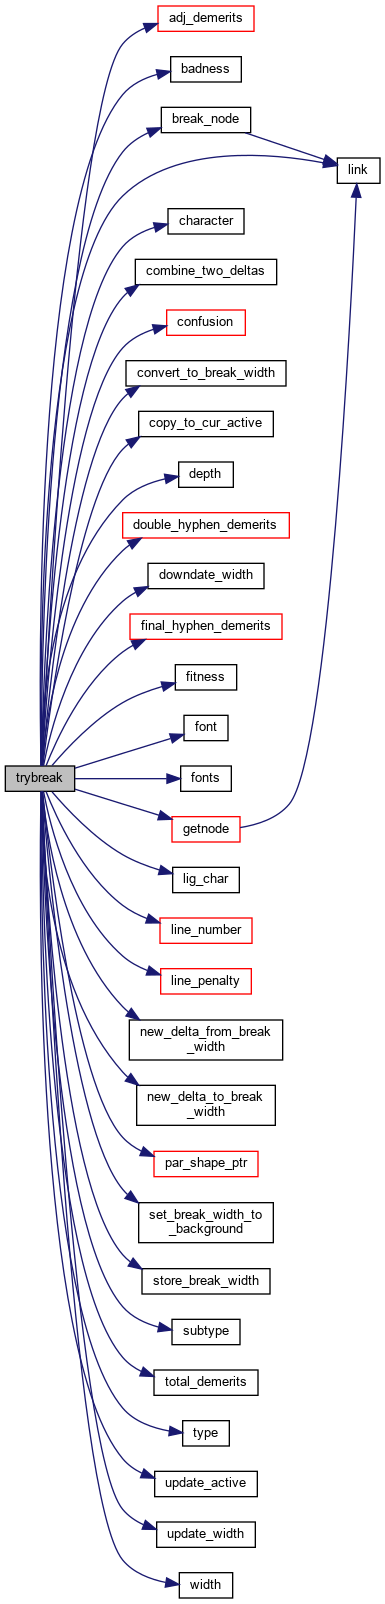 adj_demerits
badness
break_node
link
character
combine_two_deltas
confusion
convert_to_break_width
copy_to_cur_active
depth
double_hyphen_demerits
downdate_width
final_hyphen_demerits
fitness
font
trybreak
fonts
getnode
lig_char
line_number
line_penalty
new_delta_from_break
_width
new_delta_to_break
_width
par_shape_ptr
set_break_width_to
_background
store_break_width
subtype
total_demerits
type
update_active
update_width
width